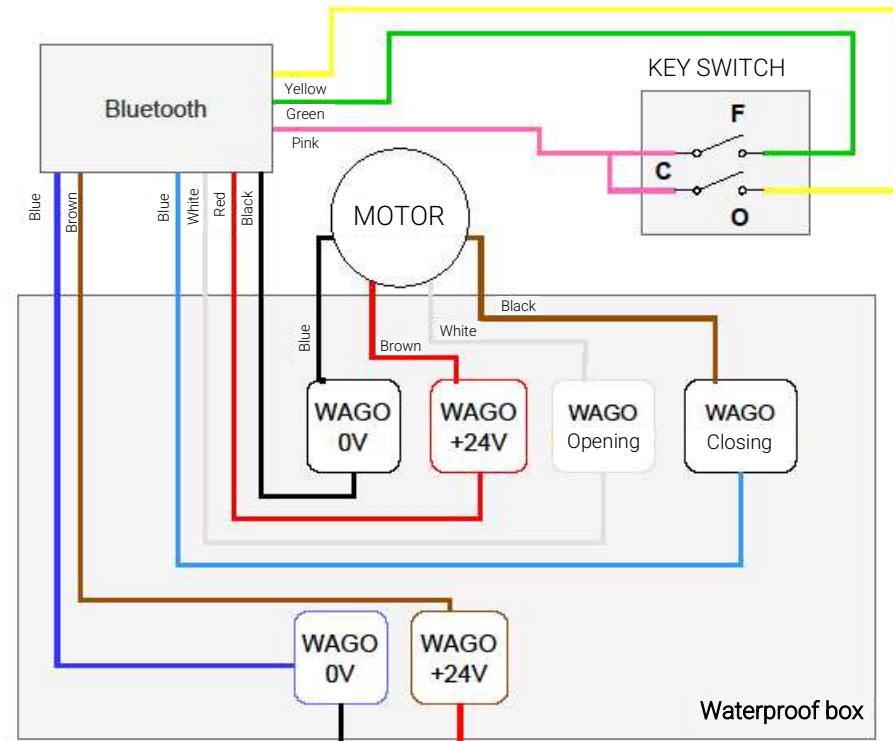 Bluetooth
Yellow
Green
Pink
KEY SWITCH
F
C
O
Blue
Brown
Blue
White
Red
Black
MOTOR
Blue
Brown
White
Black
WAGO
0V
WAGO
+24V
WAGO
Opening
WAGO
Closing
WAGO
0V
WAGO
+24V
Waterproof box